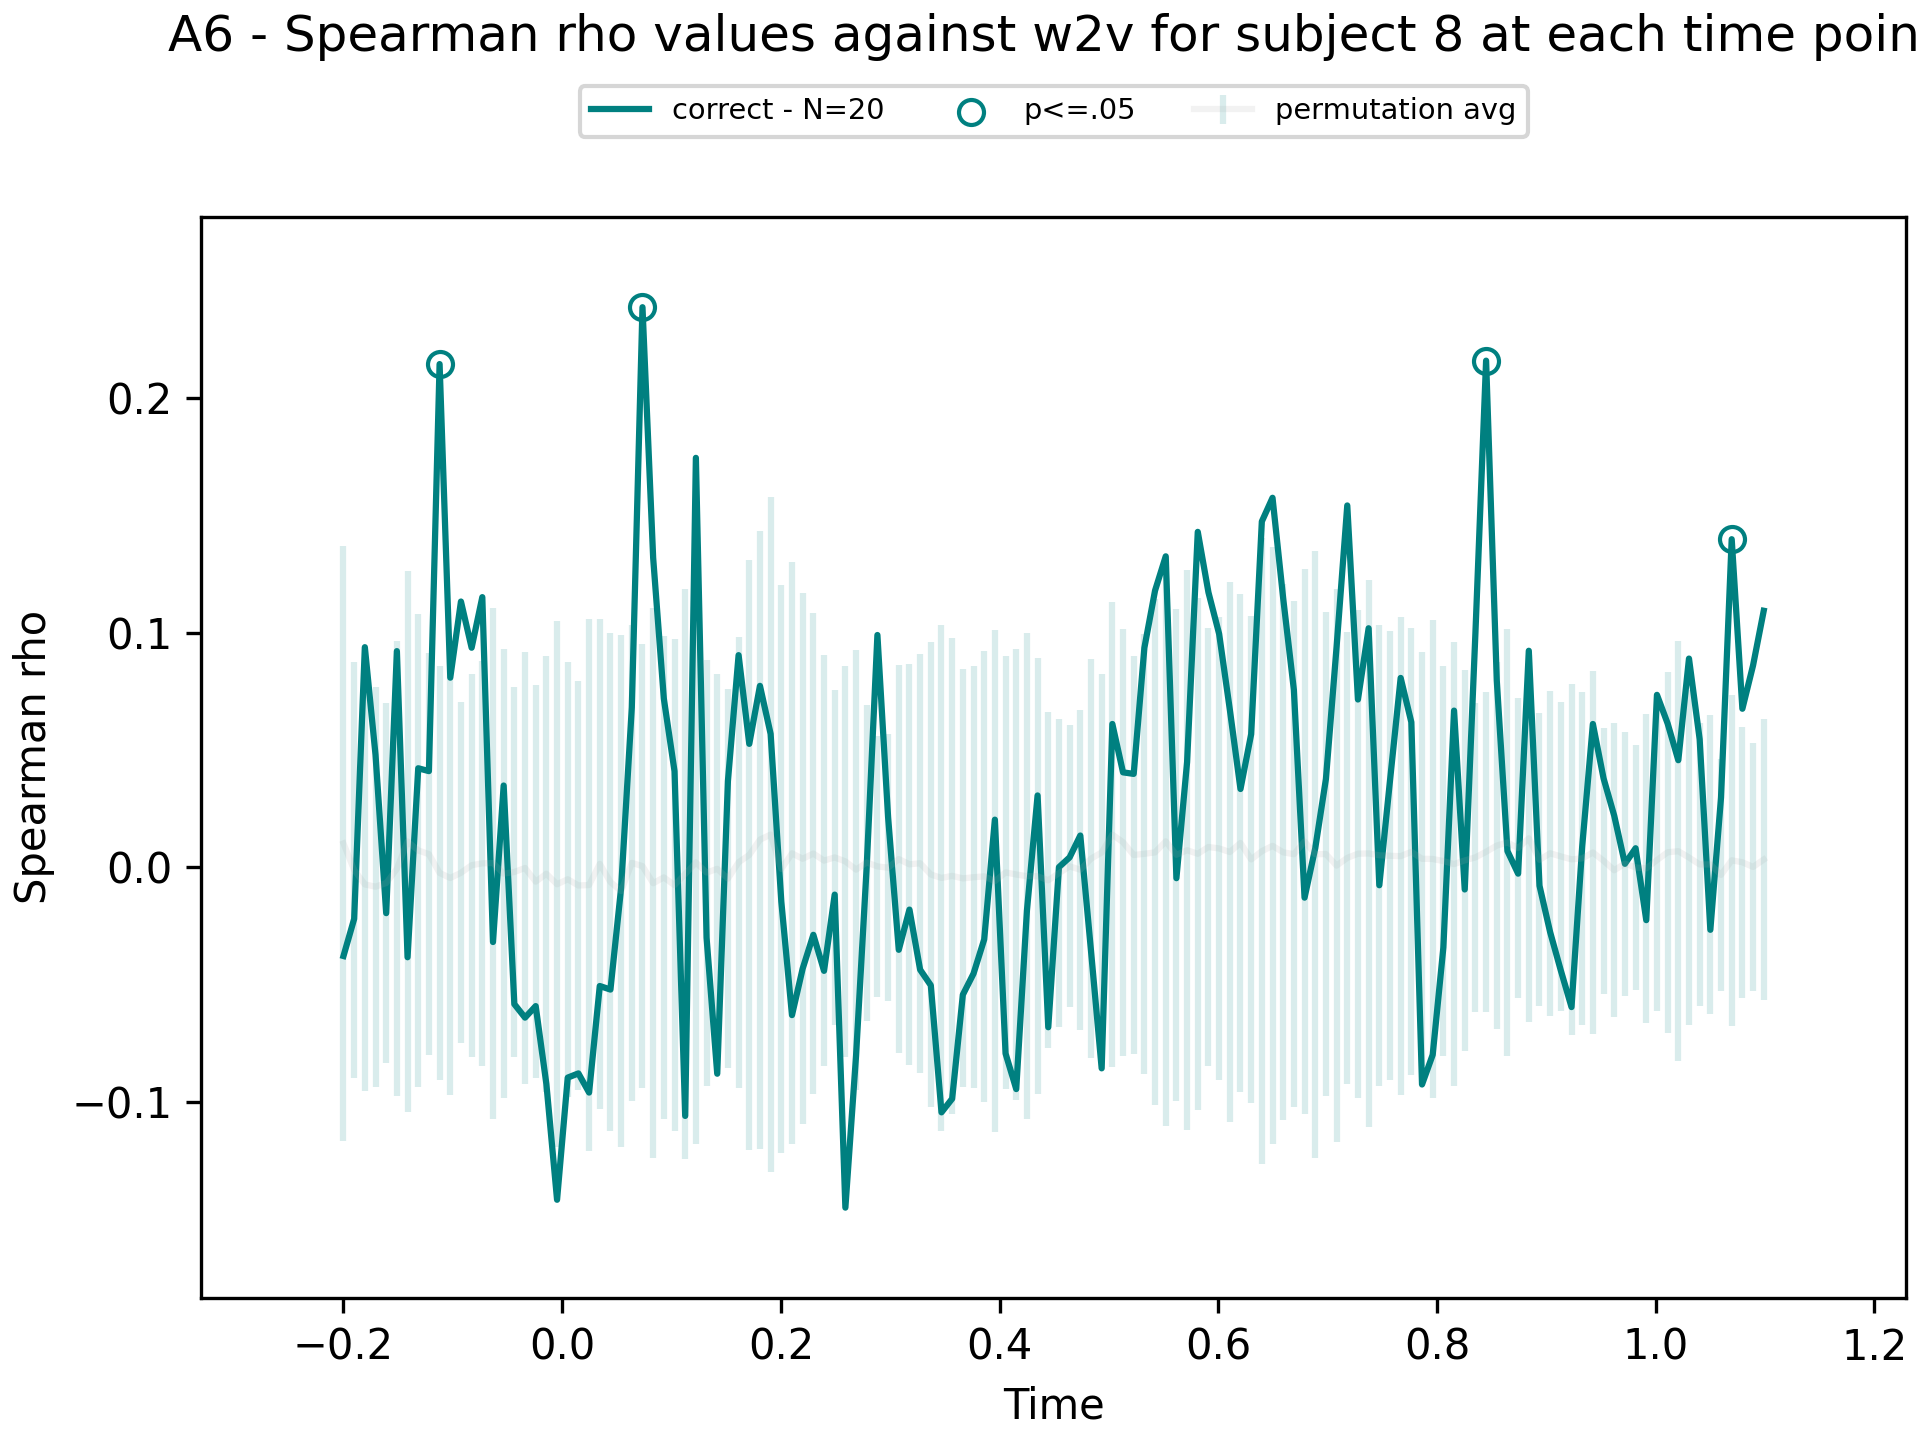 A6 - Spearman rho values against w2v for subject 8 at each time poin
correct - N=20
p<=.05
permutation avg
Spearman rho
0.2
0.1
0.0
−0.1
−0.2
0.0
0.2
0.4
0.6
0.8
1.0
1.2
Time